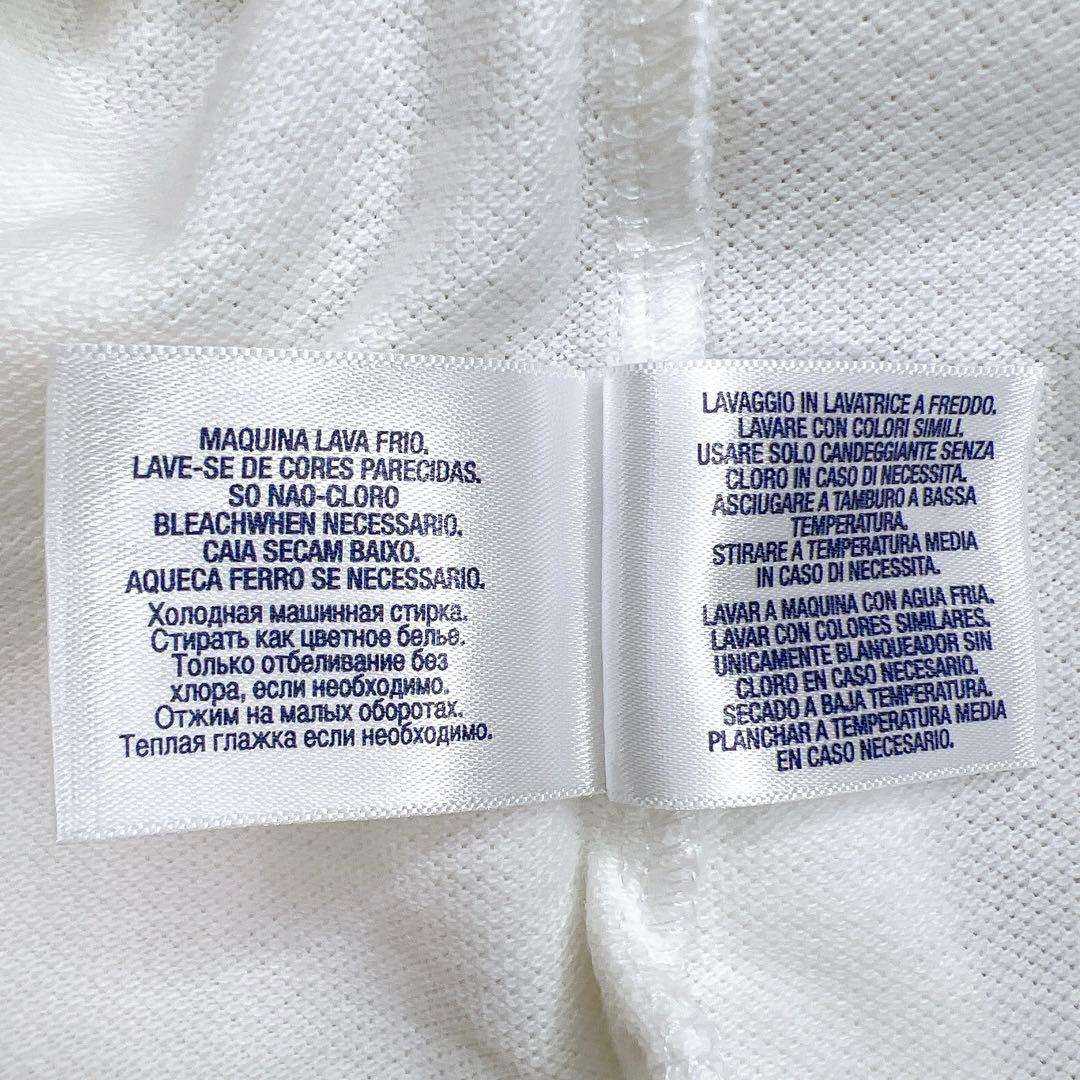 MAQUINA LAVA FRIO.
LAVE-SE DE CORES PARECIDAS.
SO NAO-CLORO
BLEACHWHEN NECESSARIO.
CAIA SECAM BAIXO.
AQUECA FERRO SE NECESSARIO.
Холодная машинная стирка.
Стирать как цветное белье.
Только отбеливание без
хлора, если необходимо.
Отжим на малых оборотах.
Теплая глажка если необходимо.
LAVAGGIO IN LAVATRICE A FREDDO.
LAVARE CON COLORI SIMILI.
USARE SOLO CANDEGGIANTE SENZA
CLORO IN CASO DI NECESSITA.
ASCIUGARE A TAMBURO A BASSA
TEMPERATURA.
STIRARE A TEMPERATURA MEDIA
IN CASO DI NECESSITA.
LAVAR A MAQUINA CON AGUA FRIA.
LAVAR CON COLORES SIMILARES.
UNICAMENTE BLANQUEADOR SIN
CLORO EN CASO NECESARIO.
SECADO A BAJA TEMPERATURA.
PLANCHAR A TEMPERATURA MEDIA
EN CASO NECESARIO.